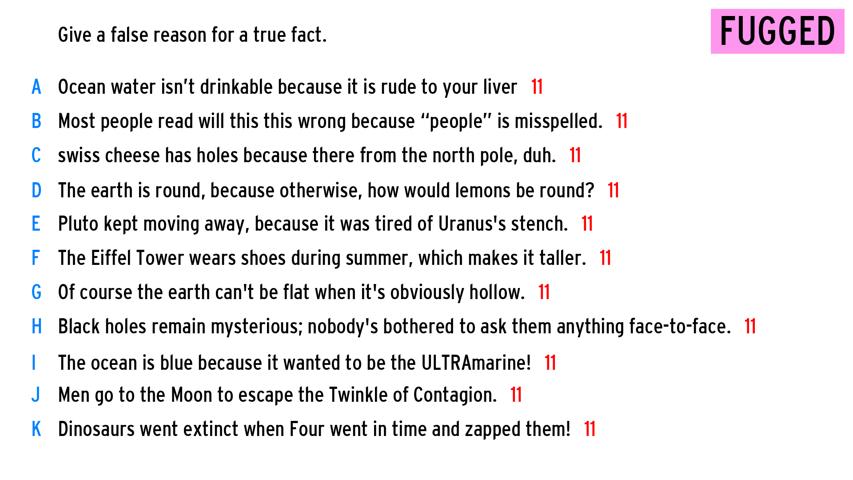 Give a false reason for a true fact.
FUGGED
A Ocean water isn't drinkable because it is rude to your liver 11
B Most people read will this this wrong because “people” is misspelled. 11
C swiss cheese has holes because there from the north pole, duh. 11
D The earth is round, because otherwise, how would lemons be round? 11
E Pluto kept moving away, because it was tired of Uranus's stench. 11
F The Eiffel Tower wears shoes during summer, which makes it taller. 11
G Of course the earth can't be flat when it's obviously hollow. 11
H Black holes remain mysterious; nobody's bothered to ask them anything face-to-face. 11
I The ocean is blue because it wanted to be the ULTRAmarine! 11
J Men go to the Moon to escape the Twinkle of Contagion. 11
K Dinosaurs went extinct when Four went in time and zapped them! 11